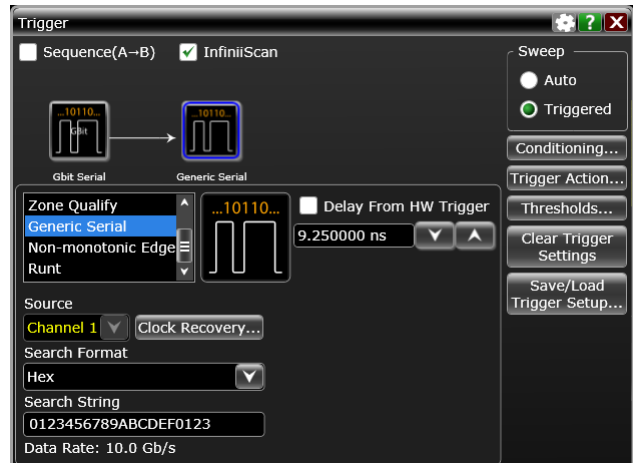 Trigger
?
X
Sequence(A→B) InfiniiScan
...10110...
GBit
...10110...
Gbit Serial Generic Serial
Zone Qualify
Generic Serial
Non-monotonic Edge
Runt
...10110...
Delay From HW Trigger
9.250000 ns
Source
Channel 1 Clock Recovery...
Search Format
Hex
Search String
0123456789ABCDEF0123
Data Rate: 10.0 Gb/s
Sweep
Auto
Triggered
Conditioning...
Trigger Action...
Thresholds...
Clear Trigger
Settings
Save/Load
Trigger Setup...